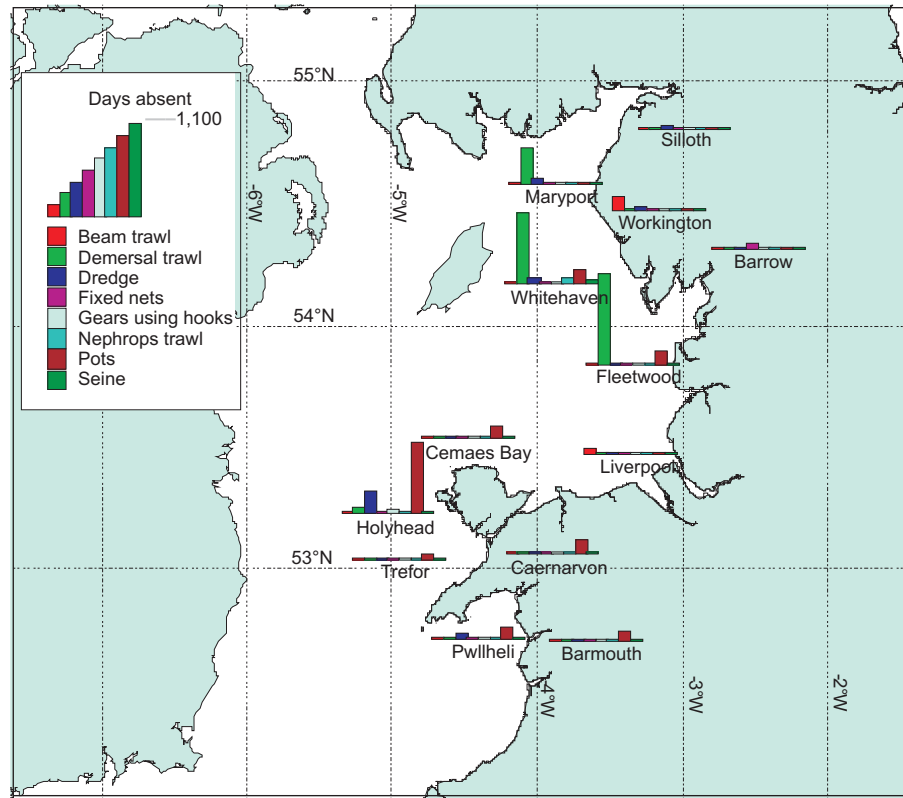 Days absent
1,100
Beam trawl
Demersal trawl
Dredge
Fixed nets
Gears using hooks
Nephrops trawl
Pots
Seine
55°N
54°N
53°N
-6°W
-5°W
-4°W
-3°W
-2°W
Silloth
Maryport
Workington
Barrow
Whitehaven
Fleetwood
Cemaes Bay
Liverpool
Holyhead
Trefor
Caernarvon
Pwllheli
Barmouth